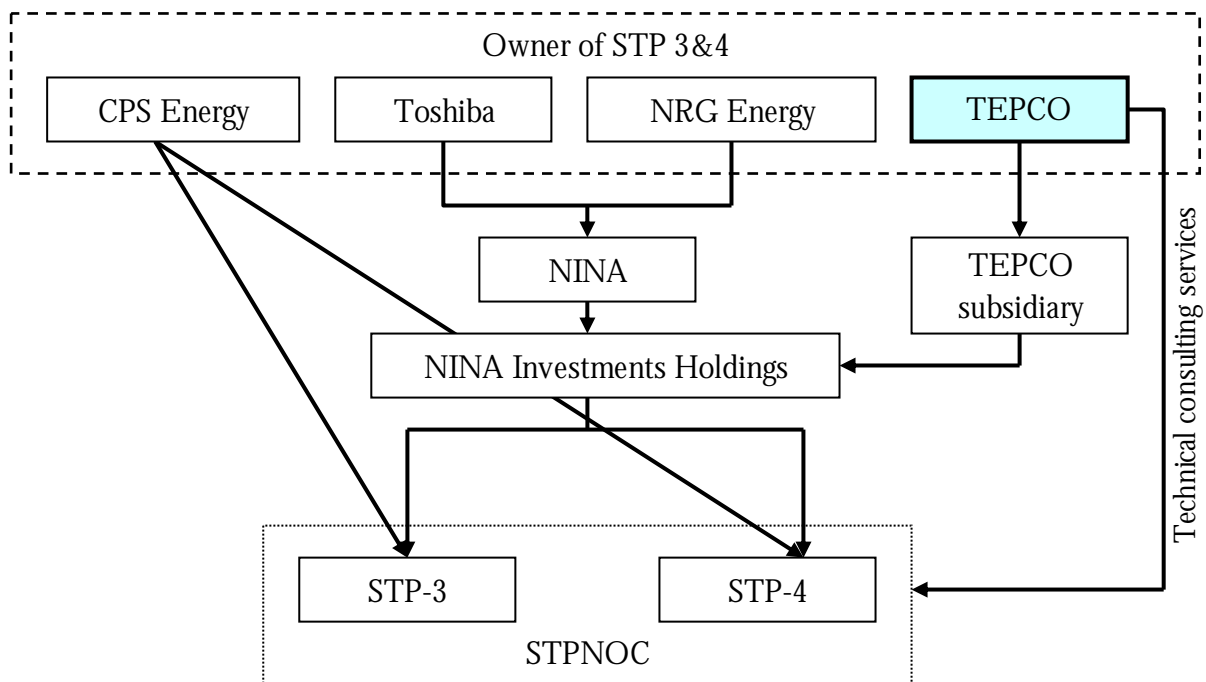 Owner of STP 3&4
CPS Energy
Toshiba
NRG Energy
TEPCO
NINA
TEPCO
subsidiary
Technical consulting services
NINA Investments Holdings
STP-3
STP-4
STPNOC